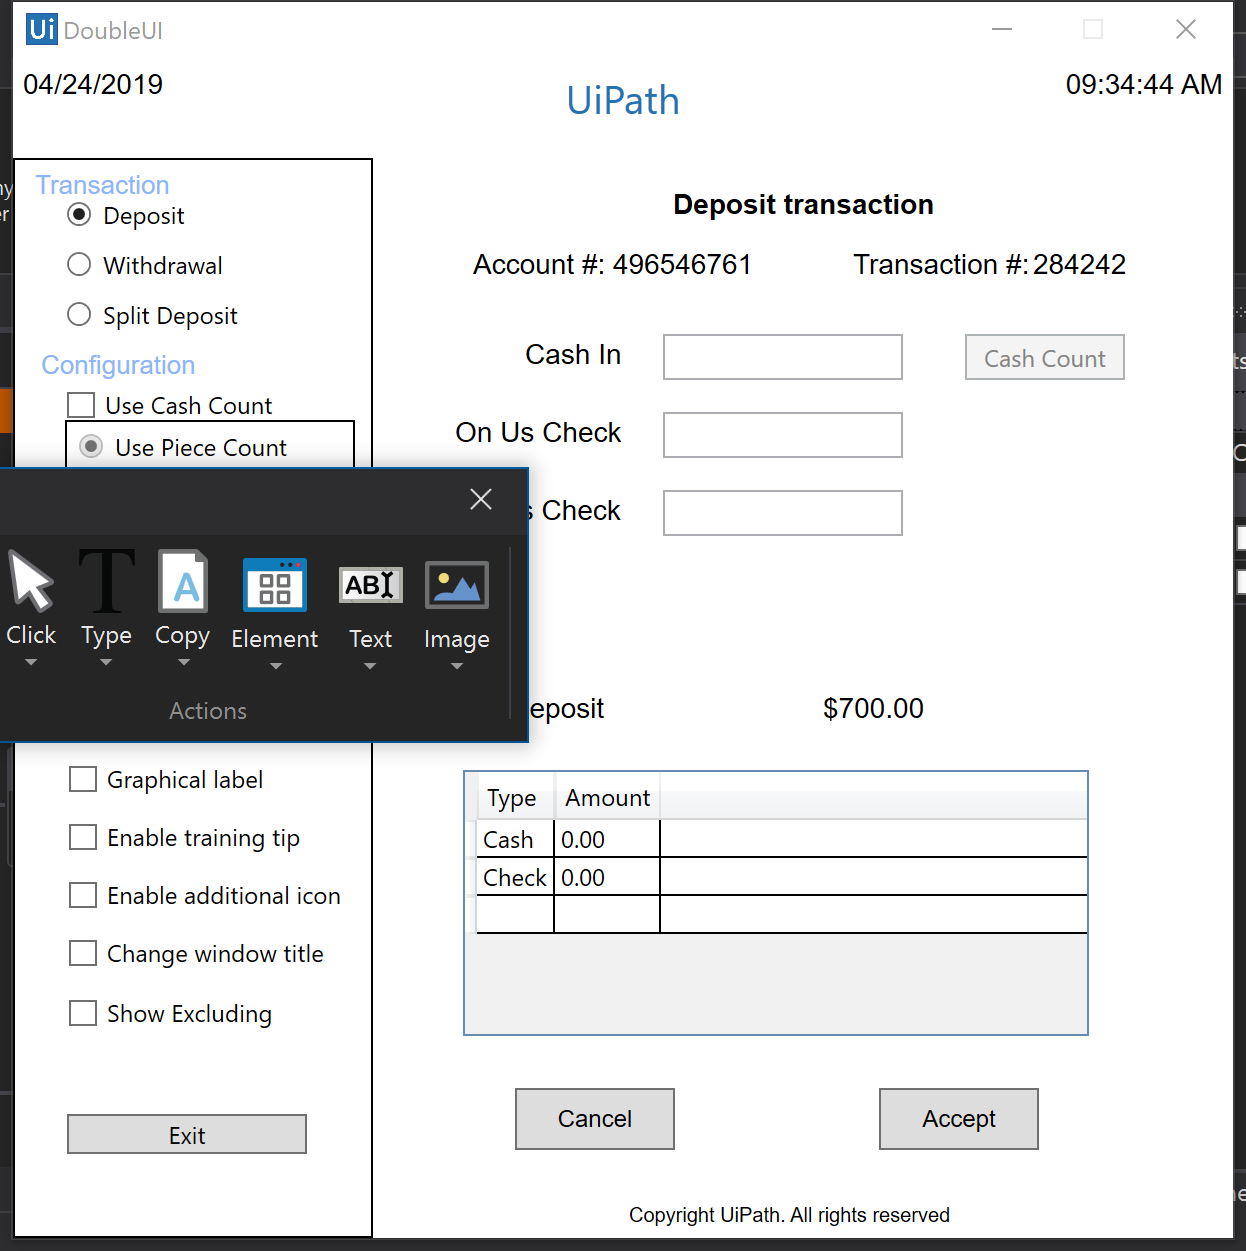 Ui DoubleUI
04/24/2019
09:34:44 AM
UiPath
Transaction
Deposit
Withdrawal
Split Deposit
Configuration
Use Cash Count
Use Piece Count
Deposit transaction
Account #: 496546761
Transaction #: 284242
Cash In
Cash Count
On Us Check
Check
Click
Type
Copy
Element
ABI
Text
Image
Actions
eposit
$700.00
Graphical label
Enable training tip
Enable additional icon
Change window title
Show Excluding
Exit
Type Amount
Cash 0.00
Check 0.00
Cancel
Accept
Copyright UiPath. All rights reserved